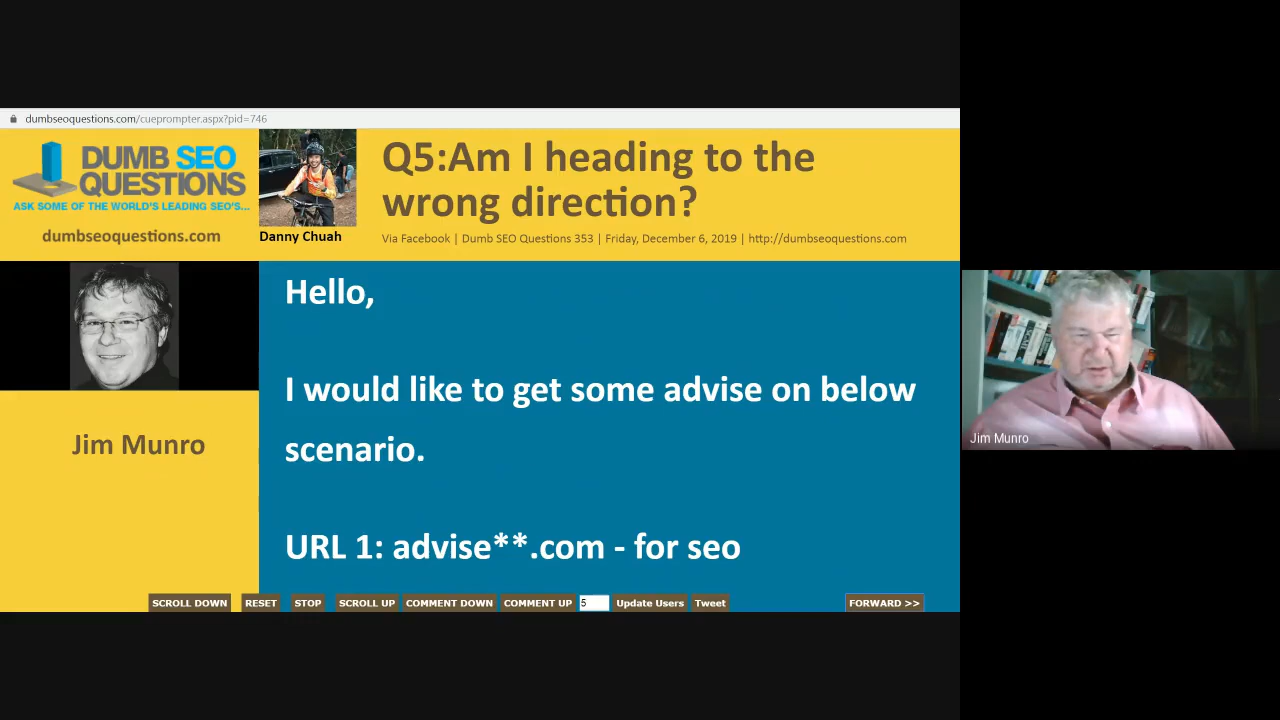 dumbseoquestions.com/cueprompter.aspx?pid=746
DUMB SEO
QUESTIONS
ASK SOME OF THE WORLD'S LEADING SEO'S...
dumbseoquestions.com
Danny Chuah
Q5:Am I heading to the
wrong direction?
Via Facebook | Dumb SEO Questions 353 | Friday, December 6, 2019 | http://dumbseoquestions.com
Jim Munro
Hello,
I would like to get some advise on below
scenario.
URL 1: advise**.com - for seo
SCROLL DOWN RESET STOP SCROLL UP COMMENT DOWN COMMENT UP 5 Update Users Tweet FORWARD >>
Jim Munro